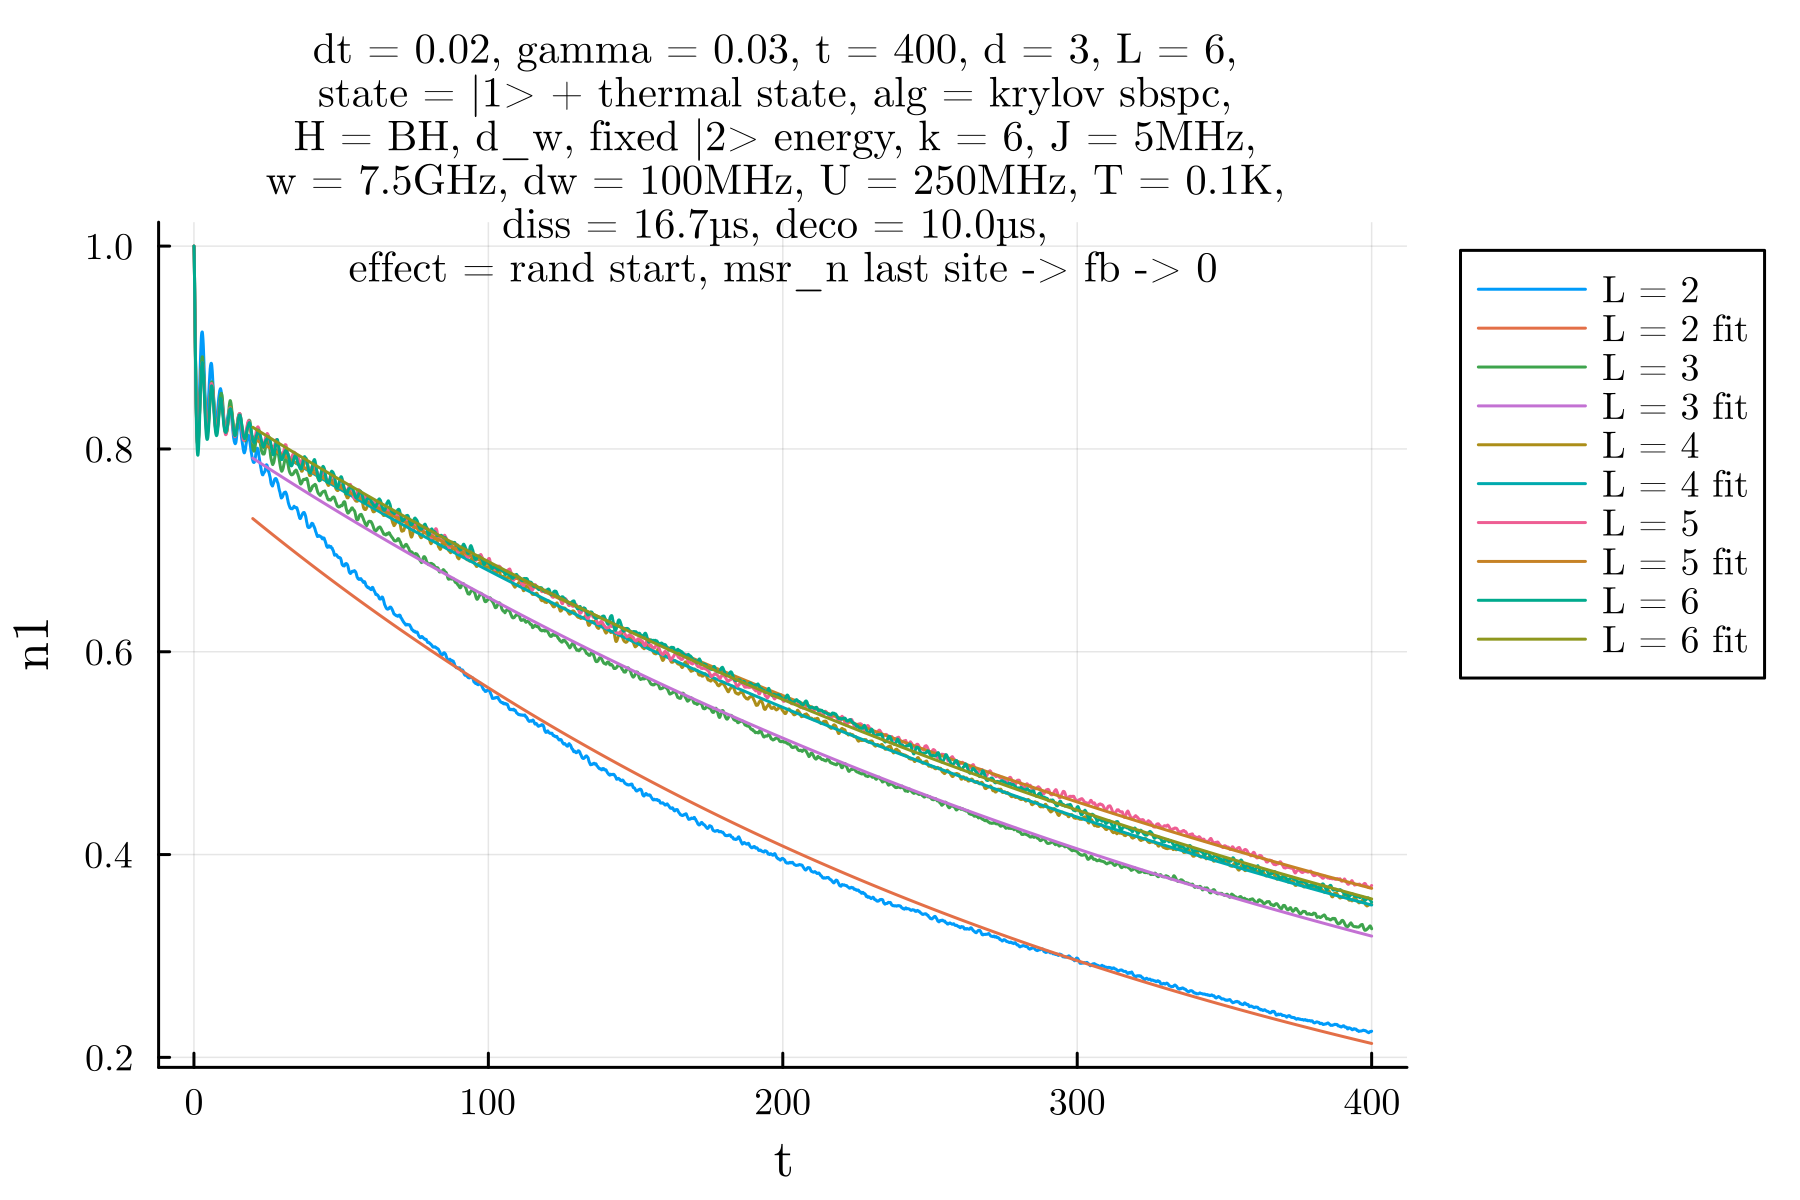 dt = 0.02, gamma = 0.03, t = 400, d = 3, L = 6,
state = |1> + thermal state, alg = krylov sbspc,
H = BH, d_w, fixed |2> energy, k = 6, J = 5MHz,
w = 7.5GHz, dw = 100MHz, U = 250MHz, T = 0.1K,
diss = 16.7µs, deco = 10.0µs,
effect = rand start, msr_n last site -> fb -> 0
1.0
0.8
0.6
0.4
0.2
n1
0
100
200
300
400
t
L = 2
L = 2 fit
L = 3
L = 3 fit
L = 4
L = 4 fit
L = 5
L = 5 fit
L = 6
L = 6 fit